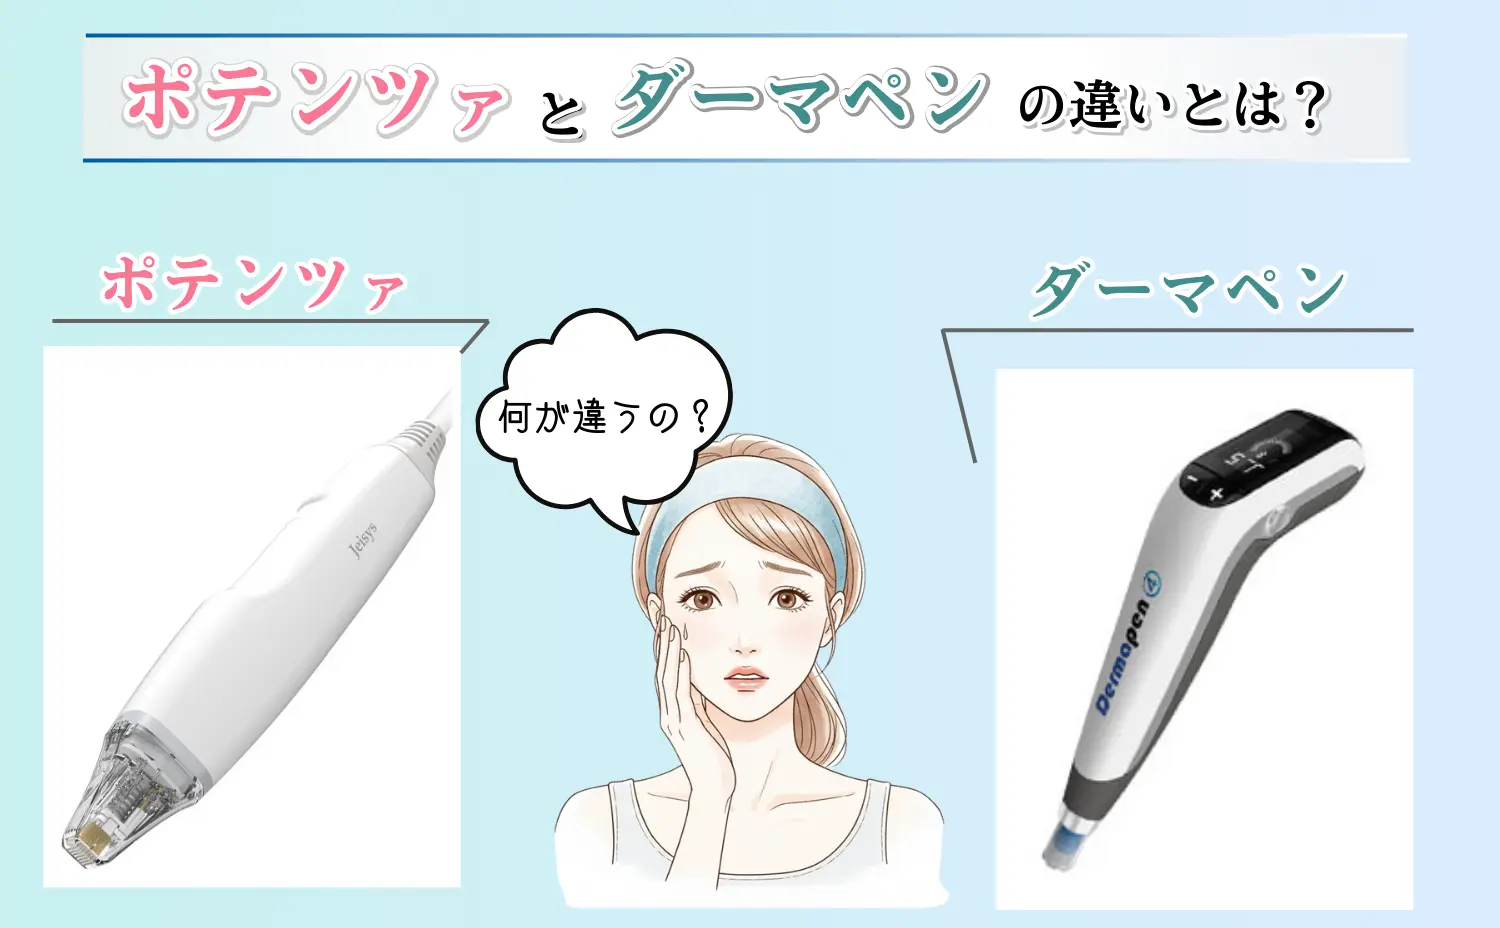 ポテンツァ と ダーマペン の違いとは？
ポテンツァ
ダーマペン
何が違うの？
Jeisys
Dermapen 4